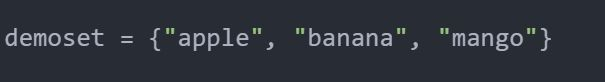 demoset = {"apple", "banana", "mango"}